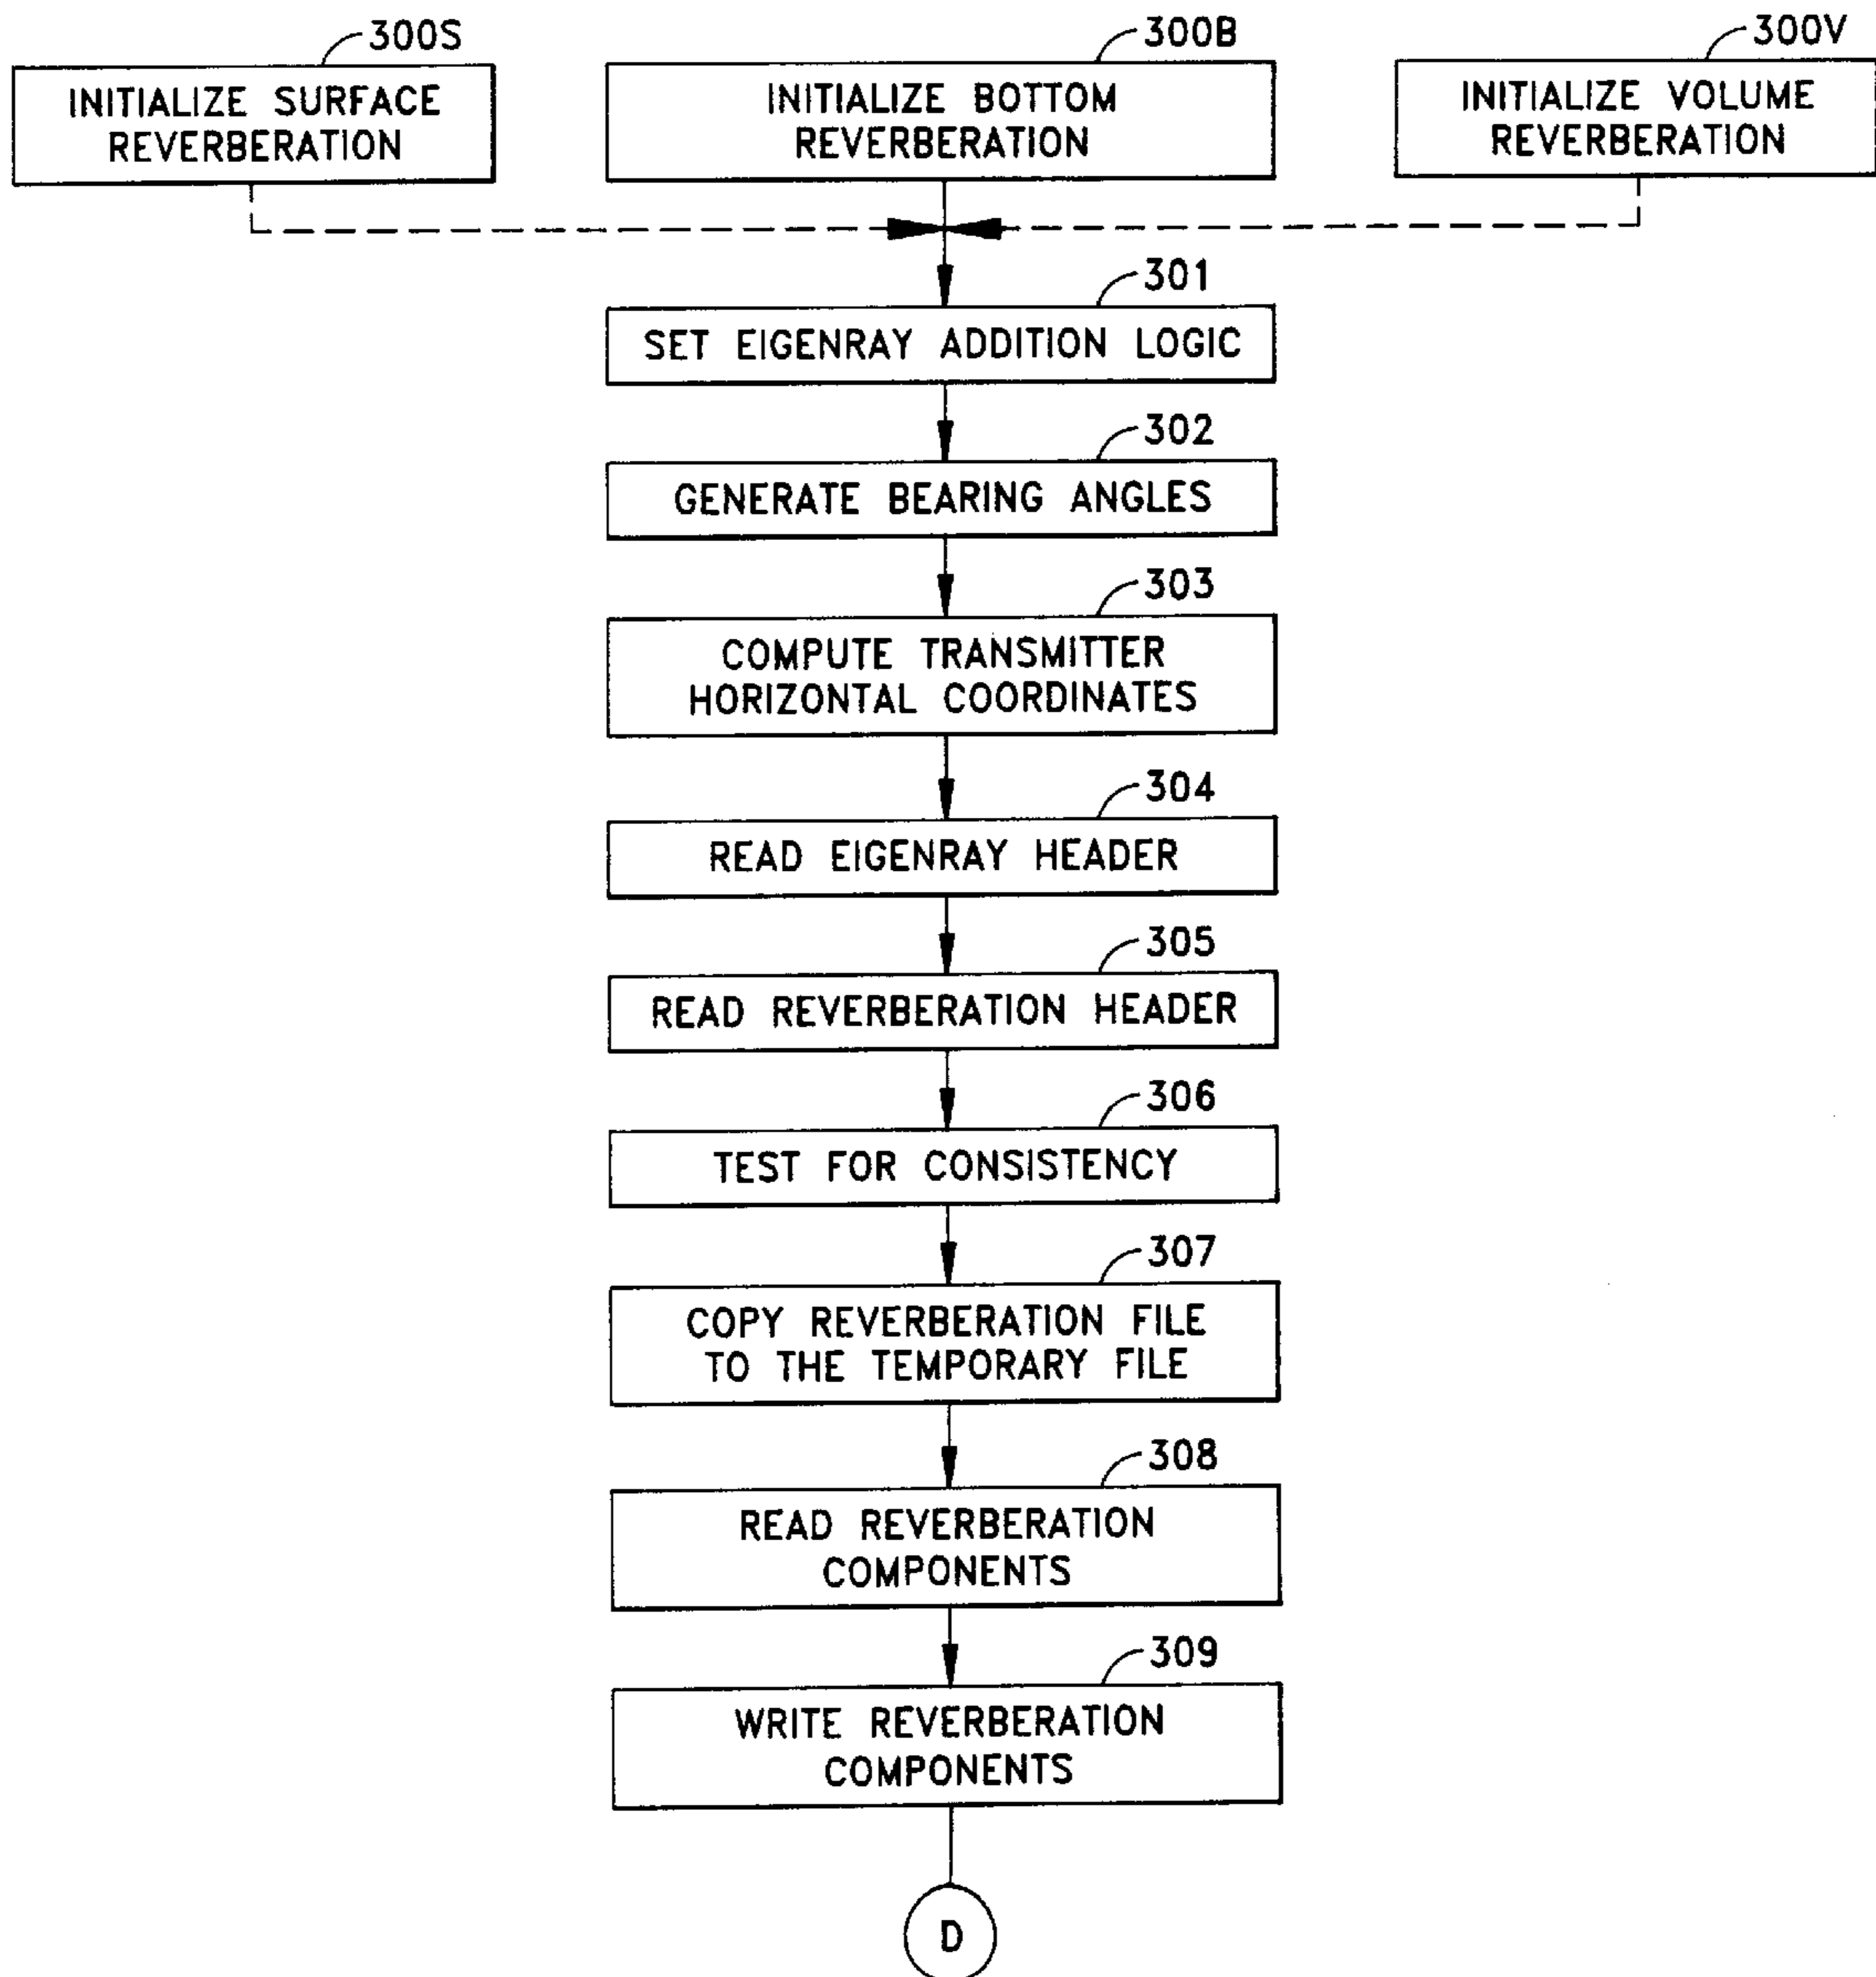 300S
INITIALIZE SURFACE
REVERBERATION
300B
INITIALIZE BOTTOM
REVERBERATION
300V
INITIALIZE VOLUME
REVERBERATION
301
SET EIGENRAY ADDITION LOGIC
302
GENERATE BEARING ANGLES
303
COMPUTE TRANSMITTER
HORIZONTAL COORDINATES
304
READ EIGENRAY HEADER
305
READ REVERBERATION HEADER
306
TEST FOR CONSISTENCY
307
COPY REVERBERATION FILE
TO THE TEMPORARY FILE
308
READ REVERBERATION
COMPONENTS
309
WRITE REVERBERATION
COMPONENTS
D